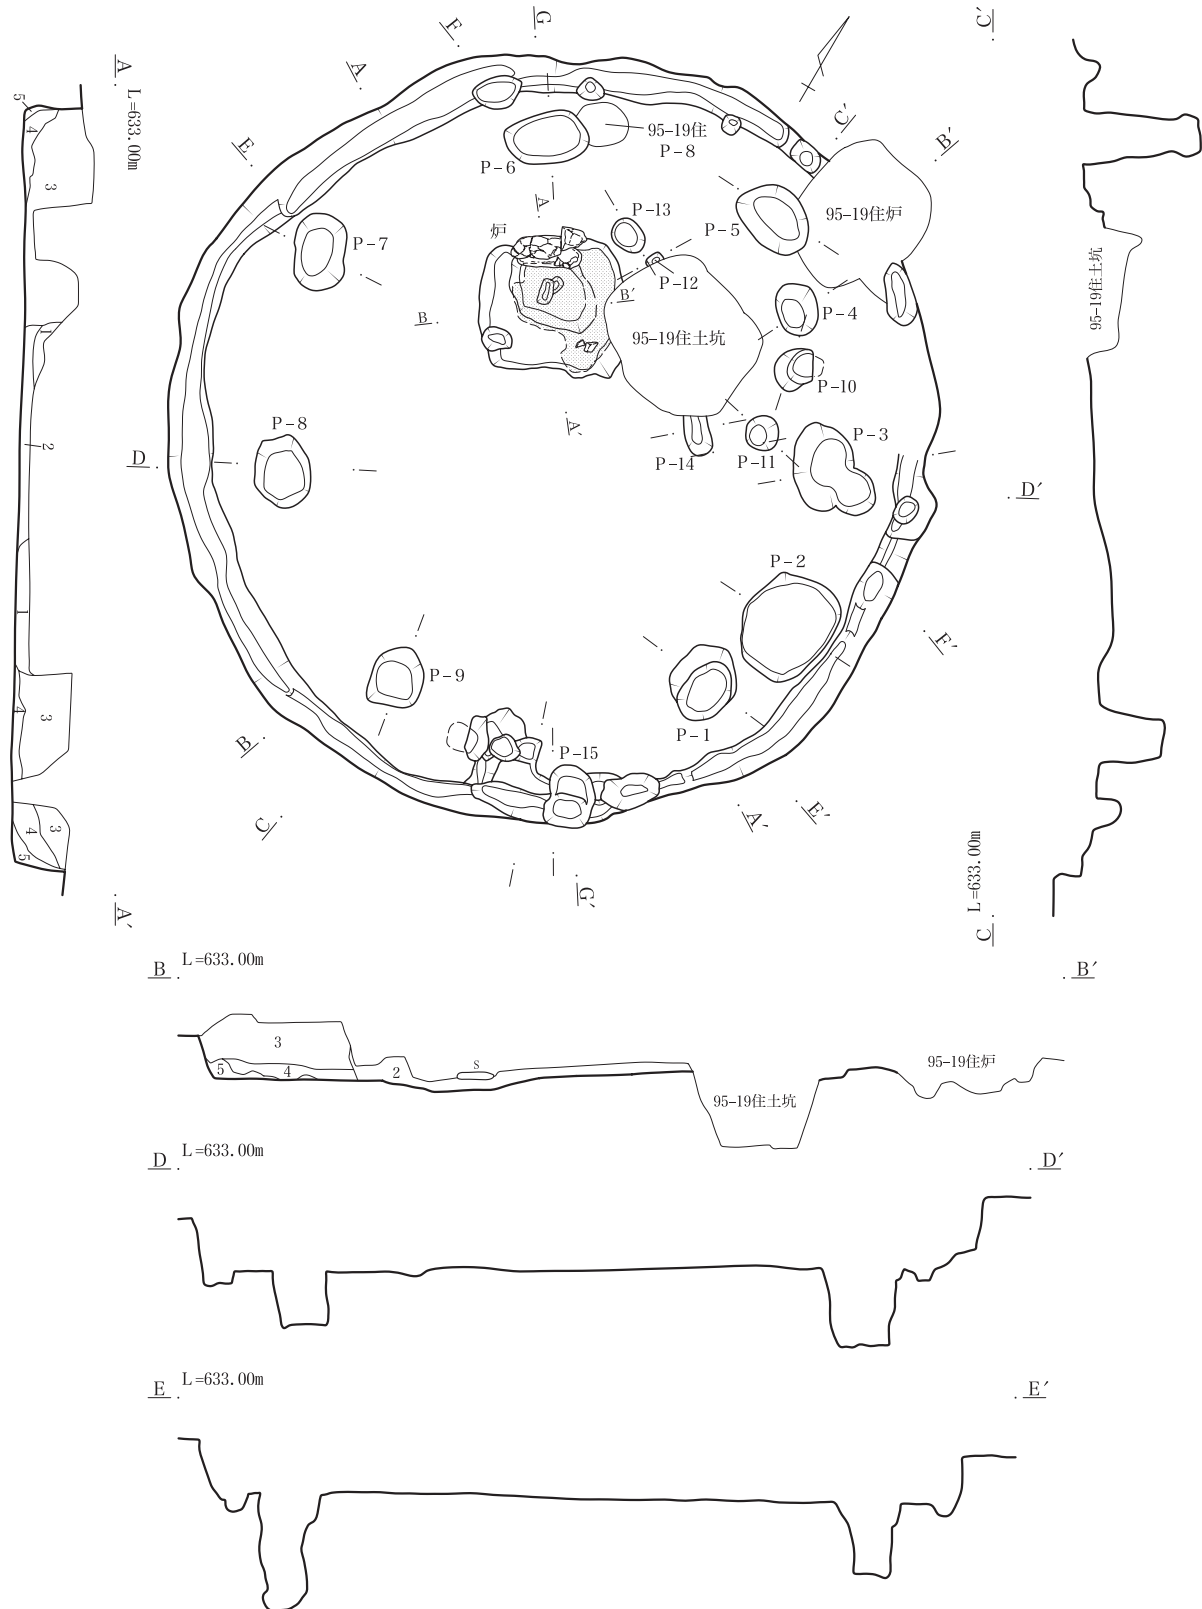 G
F
A
E
C′
A
L=633.00m
5
4
3
1
2
1
4
3
3
4
5
A′
C′
B′
95-19住
P-8
P-6
A
P-13
炉
P-7
P-5
95-19住炉
P-12
B′
B
P-4
95-19住土坑
95-19住土坑
P-10
A′
P-8
P-3
P-14
P-11
D
D′
P-2
F′
P-9
P-1
P-15
B
C
A′
E′
G′
L=633.00m
C
B
L=633.00m
B′
3
5
4
2
S
95-19住土坑
95-19住炉
D
L=633.00m
D′
E
L=633.00m
E′